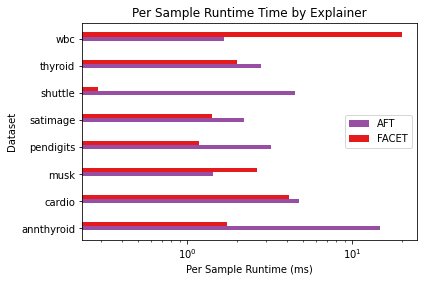 Per Sample Runtime Time by Explainer
wbc
thyroid
shuttle
satimage
pendigits
musk
cardio
annthyroid
Dataset
AFT
FACET
10⁰
10¹
Per Sample Runtime (ms)